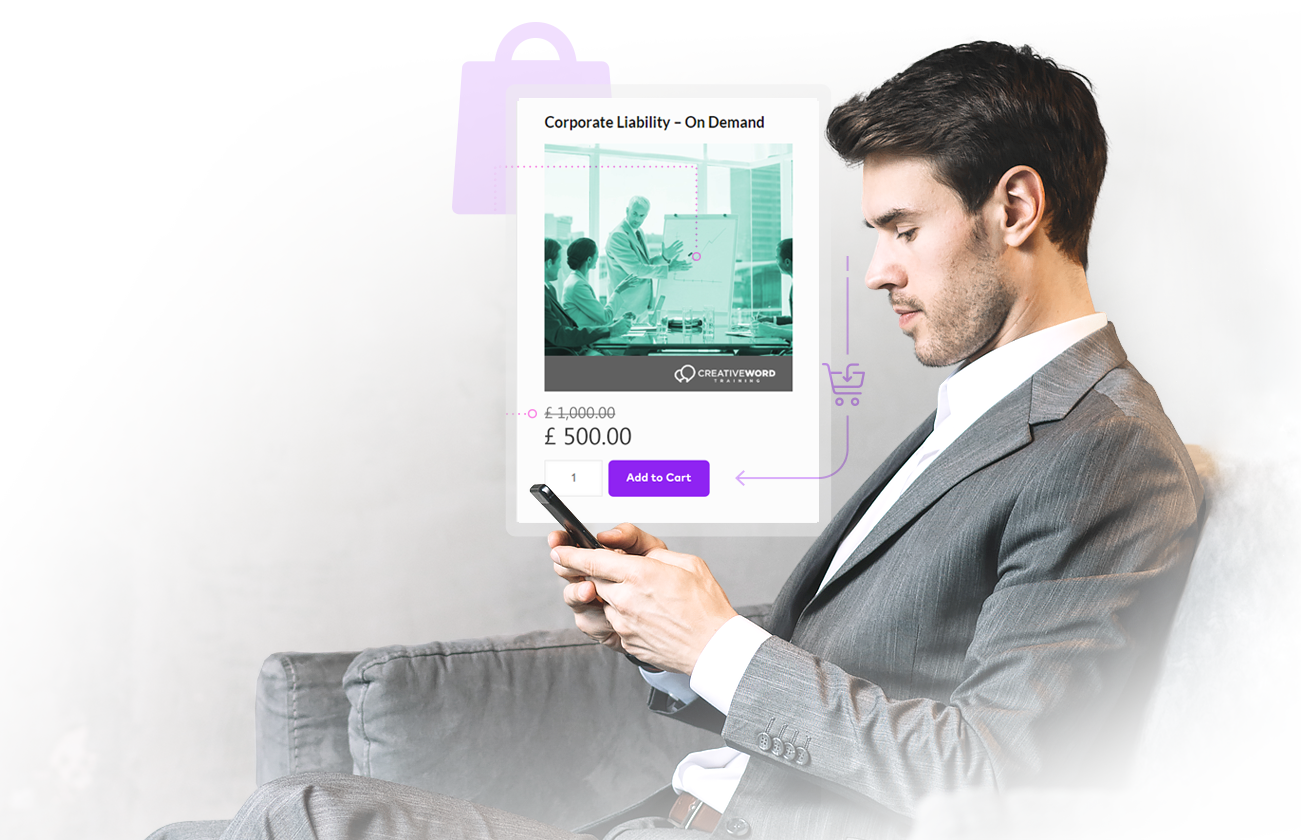 Corporate Liability – On Demand
CREATIVEWORD
TRAINING
£ 1,000.00
£ 500.00
1
Add to Cart